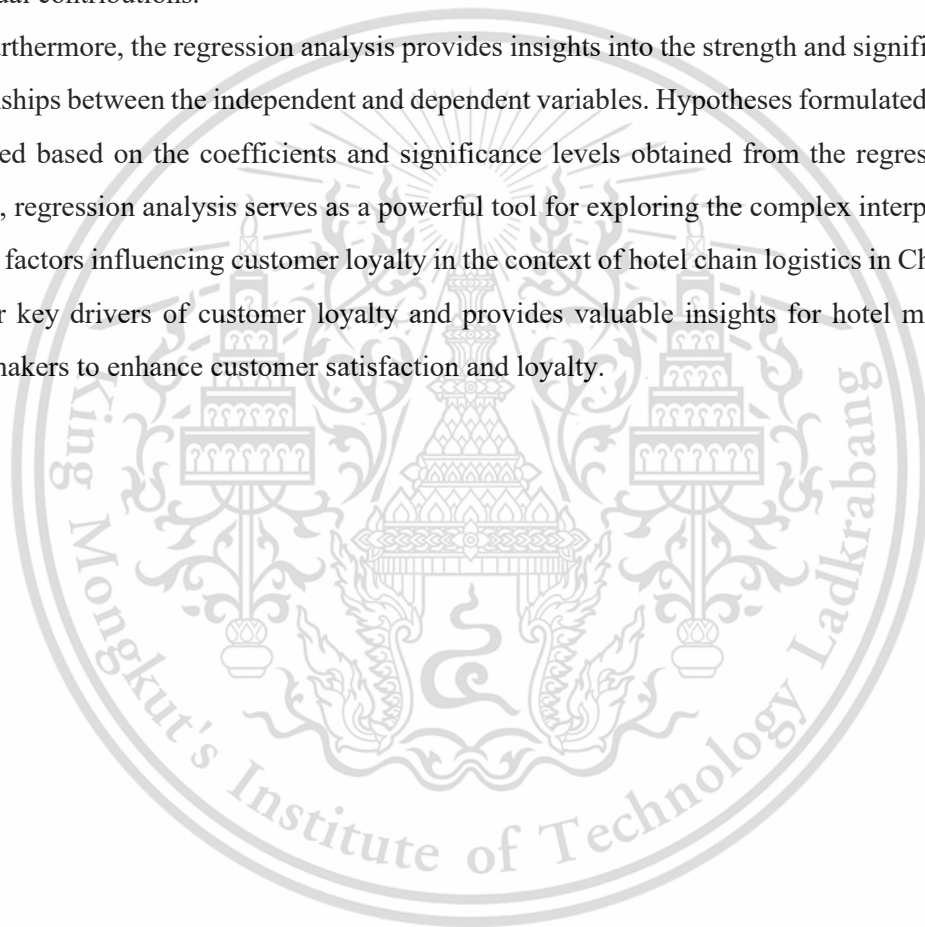 dual contributions.
urthermore, the regression analysis provides insights into the strength and signifi
nships between the independent and dependent variables. Hypotheses formulated
ed based on the coefficients and significance levels obtained from the regres
, regression analysis serves as a powerful tool for exploring the complex interp
factors influencing customer loyalty in the context of hotel chain logistics in Ch
r key drivers of customer loyalty and provides valuable insights for hotel m
makers to enhance customer satisfaction and loyalty.
King Mongkut's Institute of Technology Ladkrabang